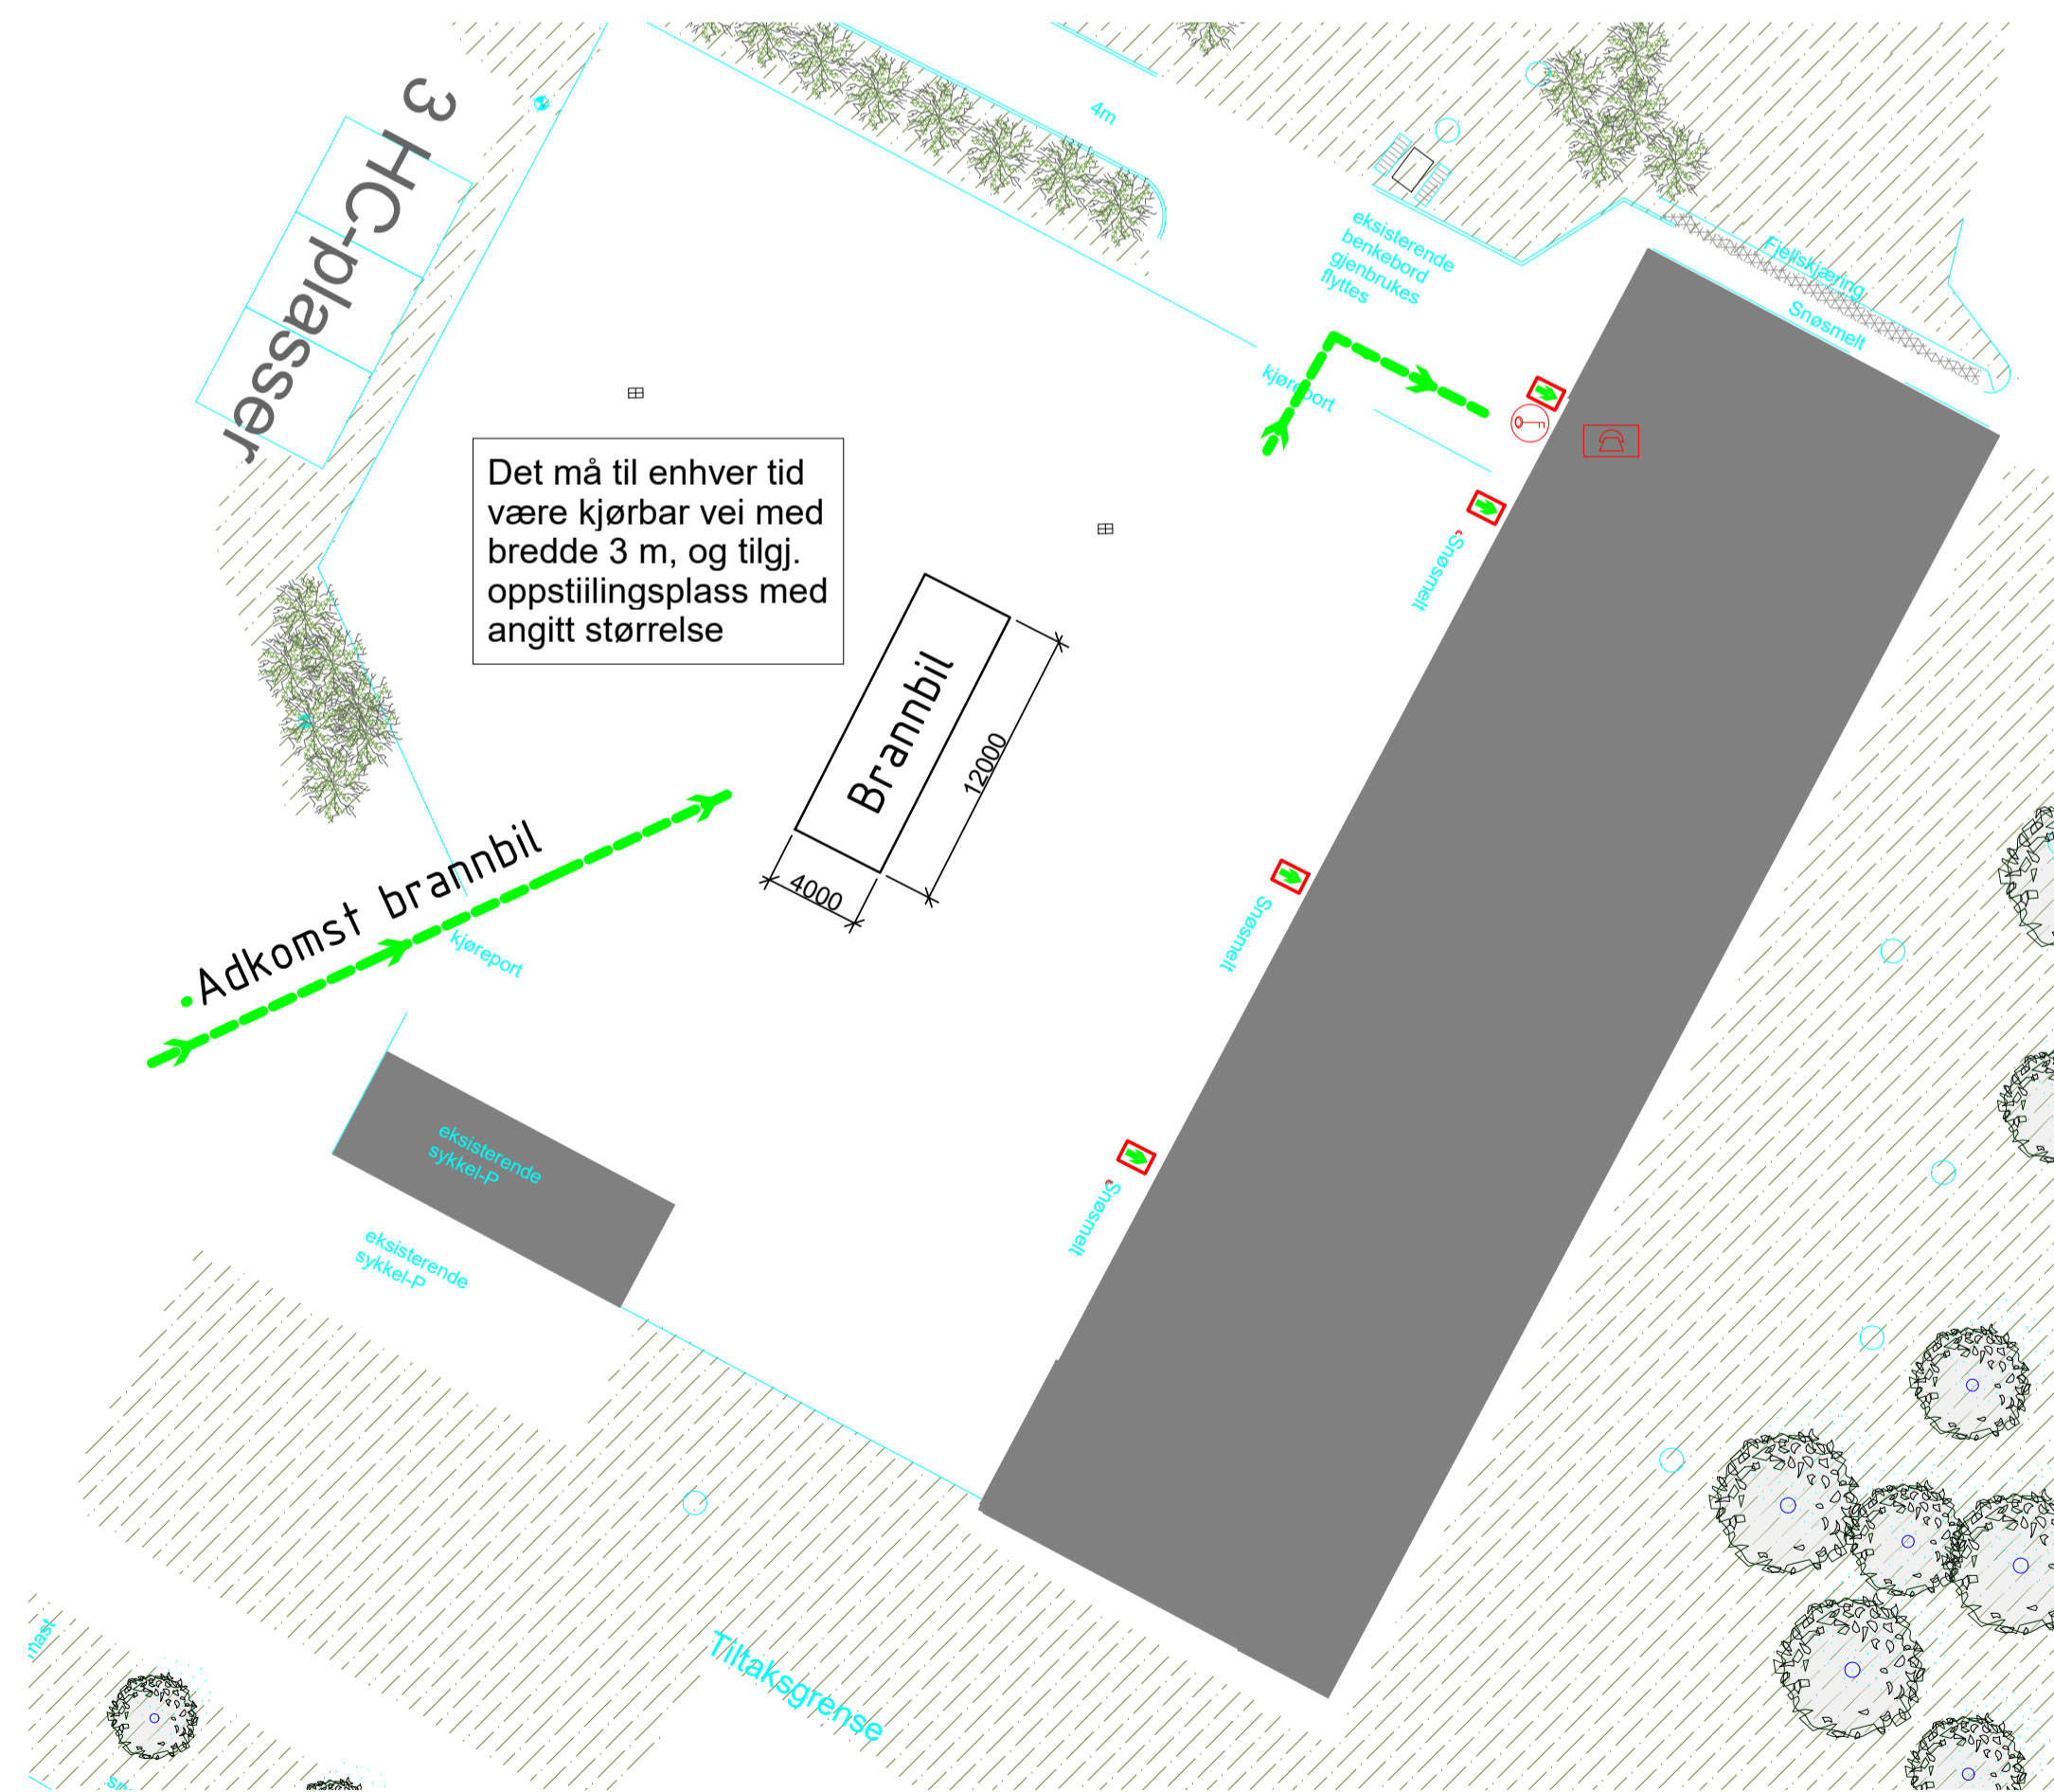 4m
3 HC-plasser
eksisterende
benkebord
gjenbrukes
flyttes
Fjellskjæring
Snøsmelt
kjøreport
Det må til enhver tid
være kjørbar vei med
bredde 3 m, og tilgj.
oppstiilingsplass med
angitt størrelse
Snøsmelt
Brannbil
12000
4000
Adkomst brannbil
kjøreport
Snøsmelt
eksisterende
sykkel-P
Snøsmelt
eksisterende
sykkel-P
Tiltaksgrense
mast